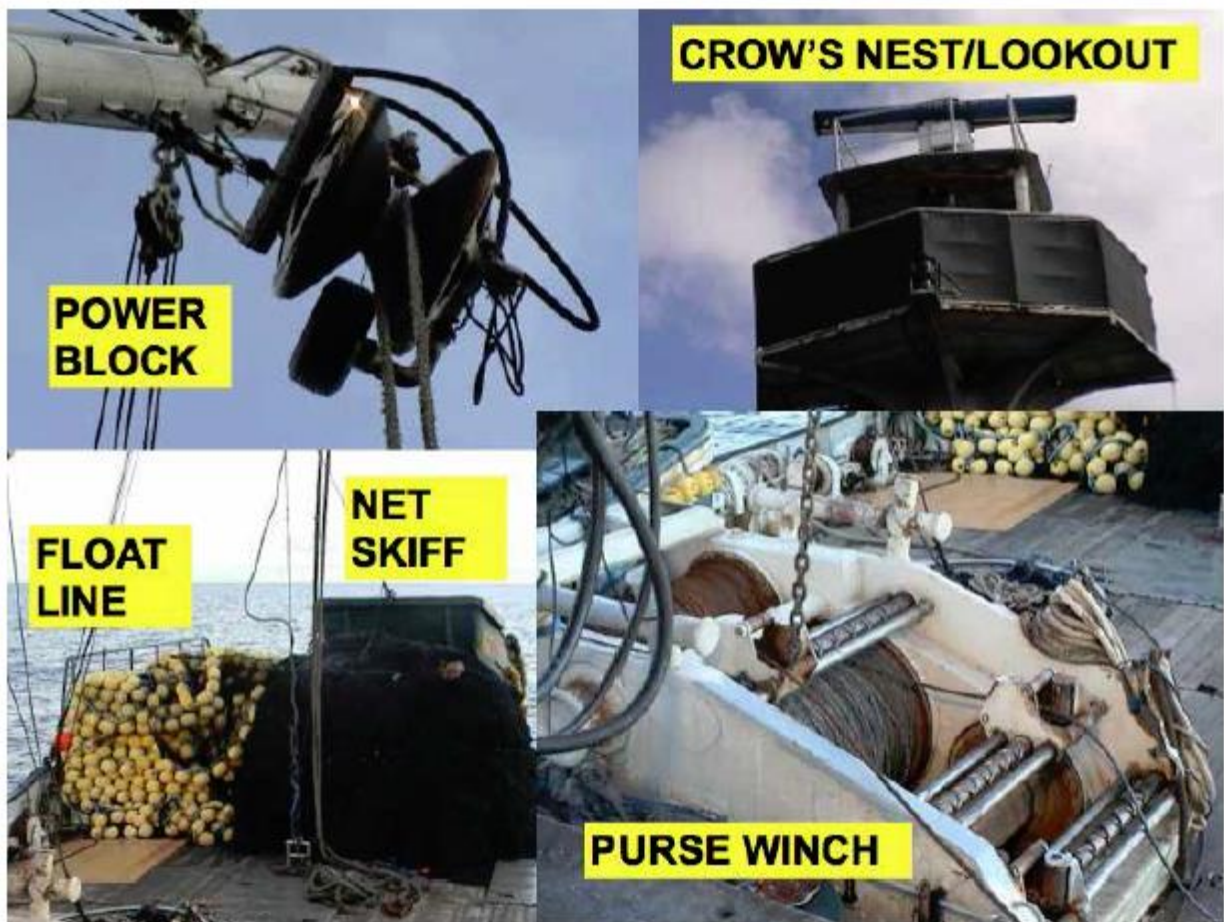 CROW'S NEST/LOOKOUT
POWER
BLOCK
FLOAT
LINE
NET
SKIFF
PURSE WINCH